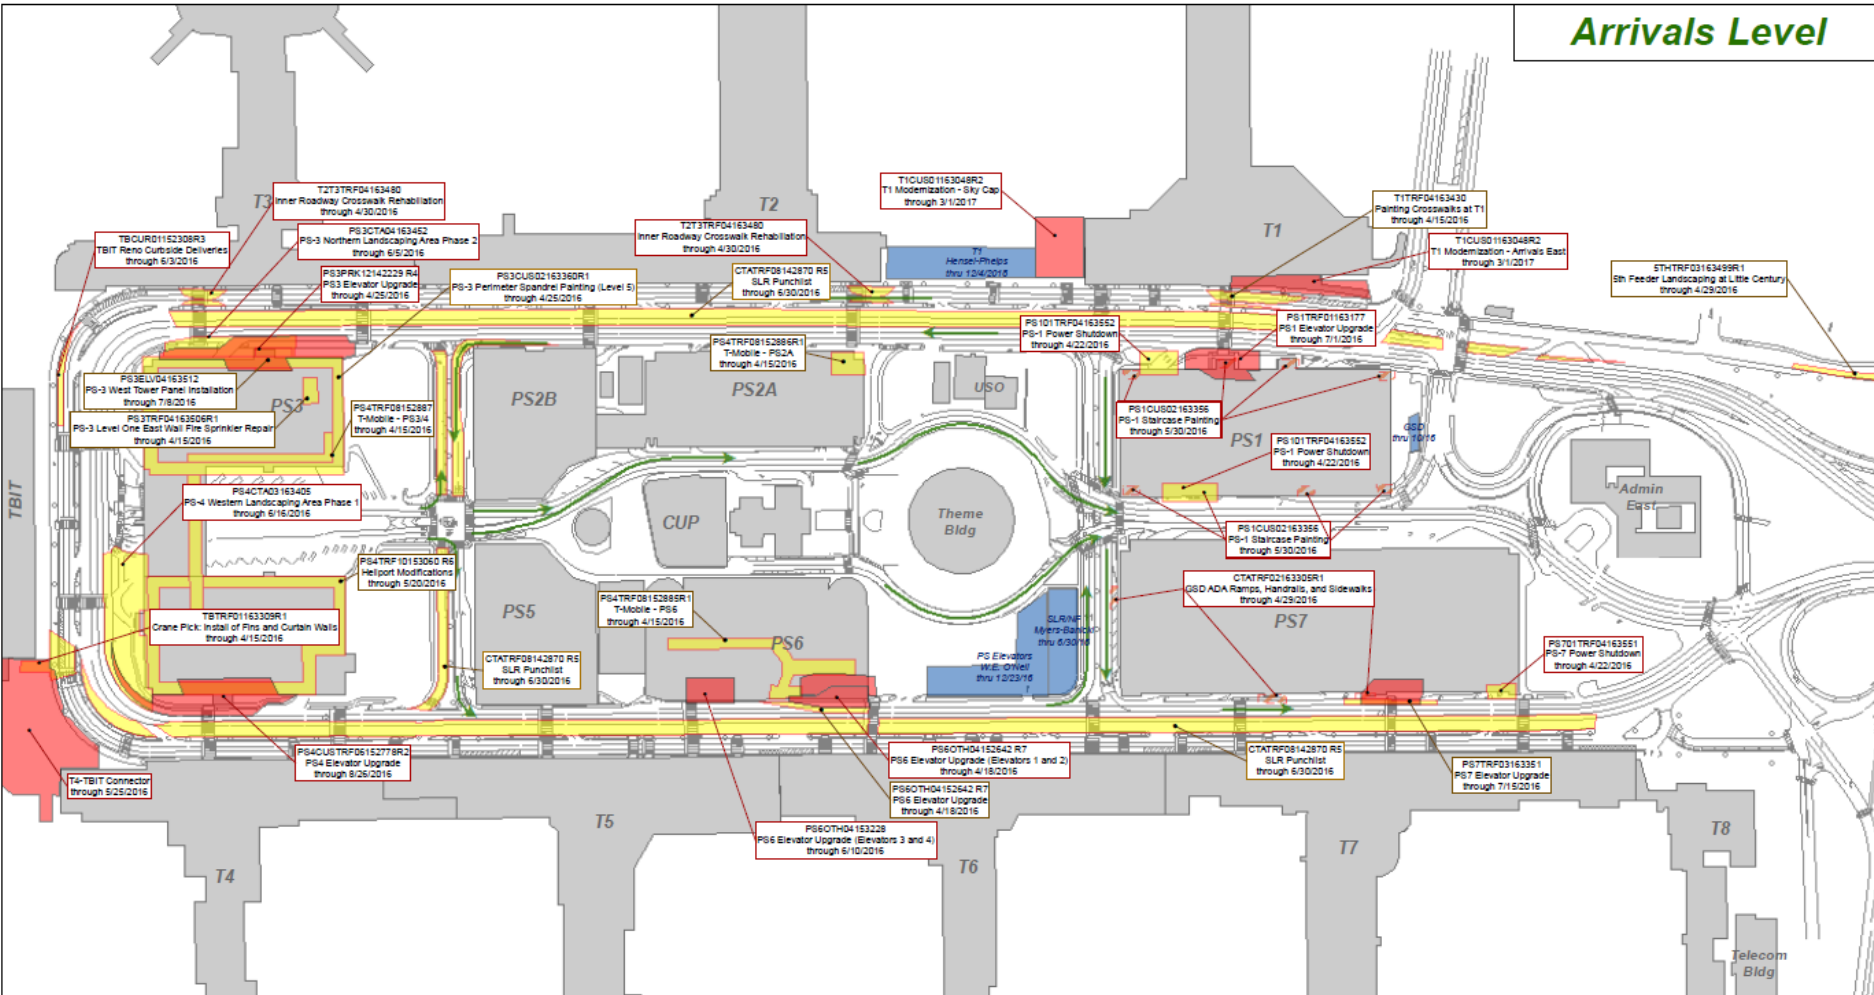 Arrivals Level
T3
T2
T1
T2T3TRF04163480
Inner Roadway Crosswalk Rehabilitation
through 4/30/2016
PS3CTA04163452
PS-3 Northern Landscaping Area Phase 2
through 6/5/2016
TBCUR01152308R3
TBIT Reno Curbside Deliveries
through 6/3/2016
PS3PRK12142229 R4
PS3 Elevator Upgrade
through 4/25/2016
PS3CUS02163360R1
PS-3 Perimeter Spandrel Painting (Level 5)
through 4/25/2016
T2T3TRF04163480
Inner Roadway Crosswalk Rehabilitation
through 4/30/2016
CTATRF08142870 R5
SLR Punchlist
through 6/30/2016
T1CUS01163048R2
T1 Modernization - Sky Cap
through 3/1/2017
T1
Hensel-Phelps
thru 12/4/2016
T1TRF04163430
Painting Crosswalks at T1
through 4/15/2016
T1CUS01163048R2
T1 Modernization - Arrivals East
through 3/1/2017
5THTRF03163499R1
5th Feeder Landscaping at Little Century
through 4/29/2016
PS101TRF04163552
PS-1 Power Shutdown
through 4/22/2016
PS1TRF01163177
PS1 Elevator Upgrade
through 7/1/2016
PS4TRF08152886R1
T-Mobile - PS2A
through 4/15/2016
PS3ELV04163512
PS-3 West Tower Panel Installation
through 7/8/2016
PS3
PS3TRF04163506R1
PS-3 Level One East Wall Fire Sprinkler Repair
through 4/15/2016
PS4TRF08152887
T-Mobile - PS3/4
through 4/15/2016
PS2B
PS2A
USO
PS1CUS02163356
PS-1 Staircase Painting
through 5/30/2016
PS1
GSD
thru 10/16
PS101TRF04163552
PS-1 Power Shutdown
through 4/22/2016
TBIT
PS4CTA03163405
PS-4 Western Landscaping Area Phase 1
through 6/16/2016
CUP
Theme
Bldg
Admin
East
PS1CUS02163356
PS-1 Staircase Painting
through 5/30/2016
PS4TRF10153060 R6
Heliport Modifications
through 5/20/2016
PS5
PS4TRF08152885R1
T-Mobile - PS6
through 4/15/2016
PS6
CTATRF02163305R1
GSD ADA Ramps, Handrails, and Sidewalks
through 4/29/2016
PS7
TBTRF01163309R1
Crane Pick: Install of Fins and Curtain Walls
through 4/15/2016
SLR/NF
Myers-Banicki
thru 6/30/16
PS Elevators
W.E. O'Neil
thru 12/23/16
CTATRF08142870 R5
SLR Punchlist
through 6/30/2016
PS701TRF04163551
PS-7 Power Shutdown
through 4/22/2016
PS4CUSTRF06152778R2
PS4 Elevator Upgrade
through 8/26/2016
T4-TBIT Connector
through 5/25/2016
PS6OTH04152642 R7
PS6 Elevator Upgrade (Elevators 1 and 2)
through 4/18/2016
PS6OTH04152642 R7
PS6 Elevator Upgrade
through 4/18/2016
CTATRF08142870 R5
SLR Punchlist
through 6/30/2016
PS7TRF03163351
PS7 Elevator Upgrade
through 7/15/2016
PS6OTH04153228
PS6 Elevator Upgrade (Elevators 3 and 4)
through 6/10/2016
T4
T5
T6
T7
T8
Telecom
Bldg